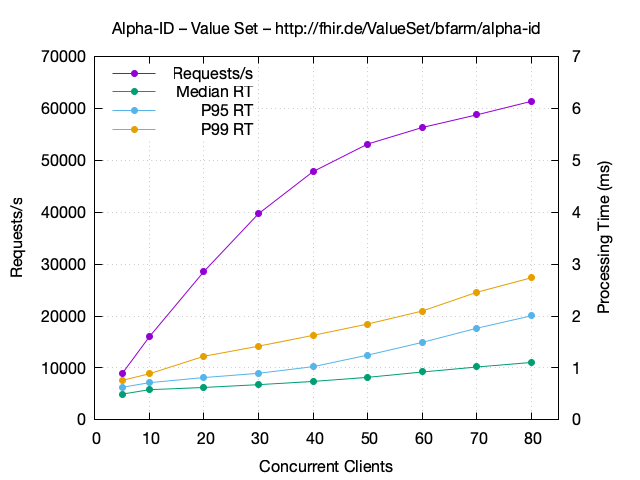 Alpha-ID – Value Set – http://fhir.de/ValueSet/bfarm/alpha-id
Requests/s
Median RT
P95 RT
P99 RT
70000
60000
50000
40000
30000
20000
10000
0
7
6
5
4
3
2
1
0
Requests/s
Processing Time (ms)
0 10 20 30 40 50 60 70 80
Concurrent Clients